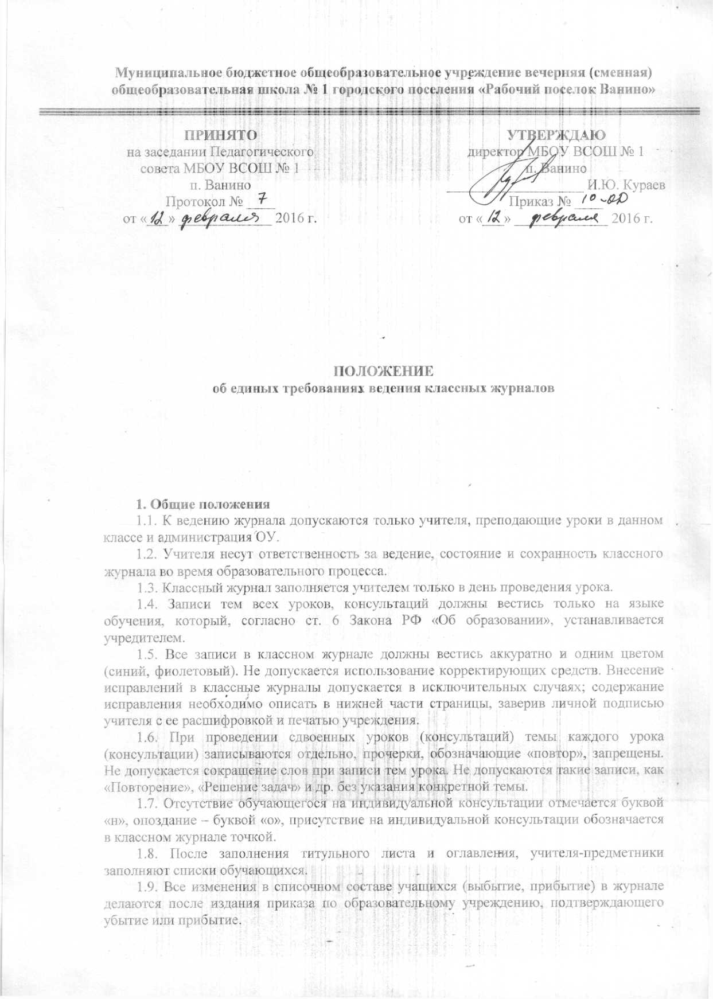 Муниципальное бюджетное общеобразовательное учреждение вечерняя (сменная)
общеобразовательная школа № 1 городского поселения «Рабочий поселок Ванино»
ПРИНЯТО
на заседании Педагогического
совета МБОУ ВСОШ № 1
п. Ванино
Протокол № 7
от «12» февраля 2016 г.
УТВЕРЖДАЮ
директор МБОУ ВСОШ № 1
п. Ванино
И.Ю. Кураев
Приказ № 10-ОД
от «12» февраля 2016 г.
ПОЛОЖЕНИЕ
об единых требованиях ведения классных журналов
1. Общие положения
1.1. К ведению журнала допускаются только учителя, преподающие уроки в данном
классе и администрация ОУ.
1.2. Учителя несут ответственность за ведение, состояние и сохранность классного
журнала во время образовательного процесса.
1.3. Классный журнал заполняется учителем только в день проведения урока.
1.4. Записи тем всех уроков, консультаций должны вестись только на языке
обучения, который, согласно ст. 6 Закона РФ «Об образовании», устанавливается
учредителем.
1.5. Все записи в классном журнале должны вестись аккуратно и одним цветом
(синий, фиолетовый). Не допускается использование корректирующих средств. Внесение
исправлений в классные журналы допускается в исключительных случаях; содержание
исправления необходимо описать в нижней части страницы, заверив личной подписью
учителя с ее расшифровкой и печатью учреждения.
1.6. При проведении сдвоенных уроков (консультаций) темы каждого урока
(консультации) записываются отдельно, прочерки, обозначающие «повтор», запрещены.
Не допускается сокращение слов при записи тем урока. Не допускаются такие записи, как
«Повторение», «Решение задач» и др. без указания конкретной темы.
1.7. Отсутствие обучающегося на индивидуальной консультации отмечается буквой
«н», опоздание – буквой «о», присутствие на индивидуальной консультации обозначается
в классном журнале точкой.
1.8. После заполнения титульного листа и оглавления, учителя-предметники
заполняют списки обучающихся.
1.9. Все изменения в списочном составе учащихся (выбытие, прибытие) в журнале
делаются после издания приказа по образовательному учреждению, подтверждающего
убытие или прибытие.